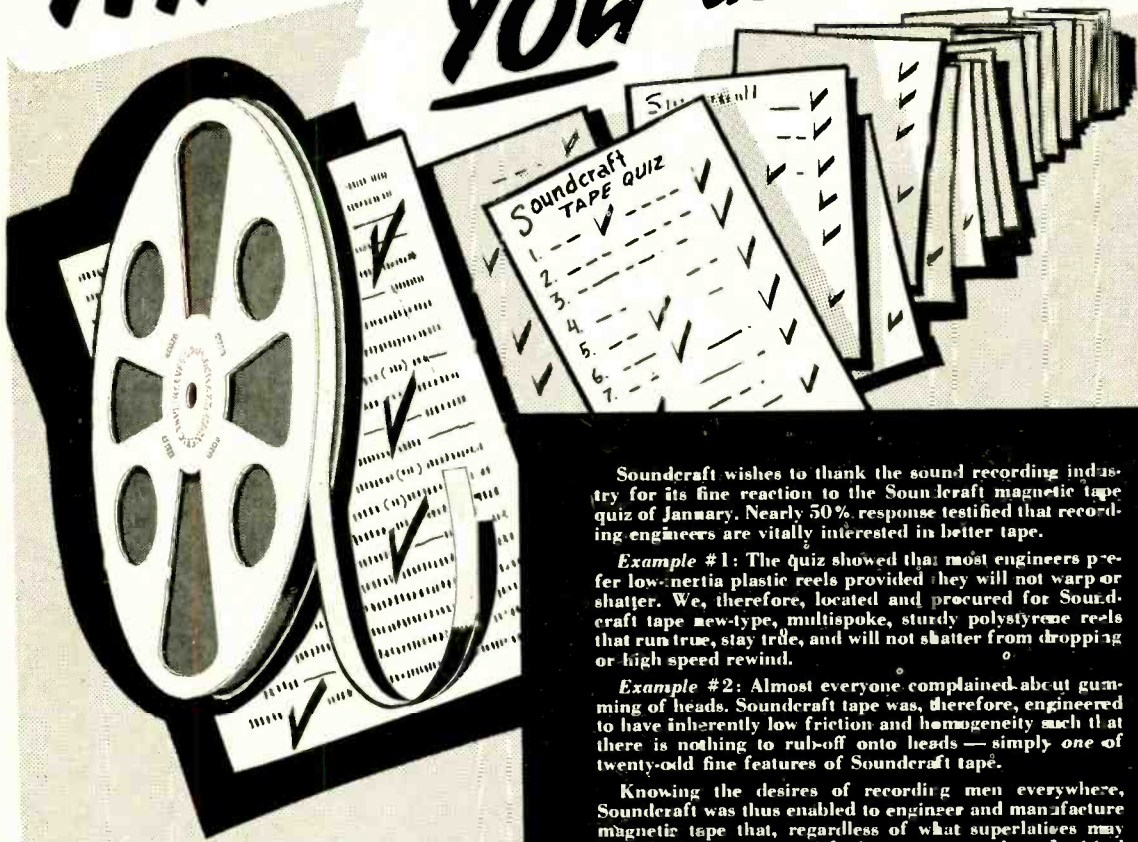 YOU
Soundcraft
TAPE QUIZ
1.
2.
3.
4.
5.
6.
7.
Soundcraft wishes to thank the sound recording indus-
try for its fine reaction to the Soundcraft magnetic tape
quiz of January. Nearly 50% response testified that record-
ing engineers are vitally interested in better tape.
Example #1: The quiz showed that most engineers pre-
fer low-inertia plastic reels provided they will not warp or
shatter. We, therefore, located and procured for Sound-
craft tape new-type, multispoke, sturdy polystyrene reels
that run true, stay true, and will not shatter from dropping
or high speed rewind.
Example #2: Almost everyone complained about gum-
ming of heads. Soundcraft tape was, therefore, engineered
to have inherently low friction and homogeneity such that
there is nothing to rub-off onto heads — simply one of
twenty-odd fine features of Soundcraft tape.
Knowing the desires of recording men everywhere,
Soundcraft was thus enabled to engineer and manufacture
magnetic tape that, regardless of what superlatives may